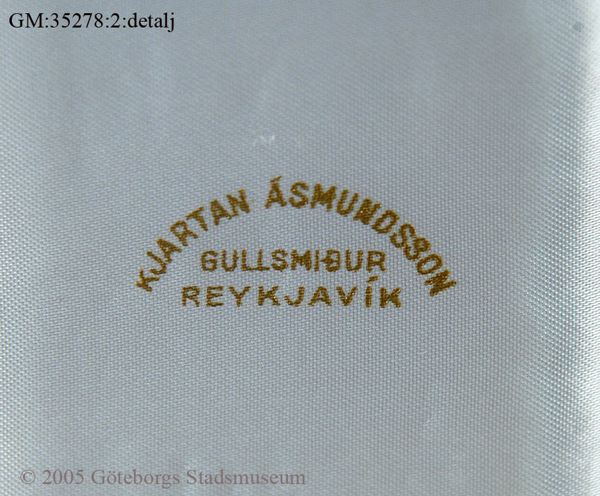 GM:35278:2:detalj
KJARTAN ÁSMUNDSSON
GULLSMIÐUR
REYKJAVÍK
© 2005 Göteborgs Stadsmuseum